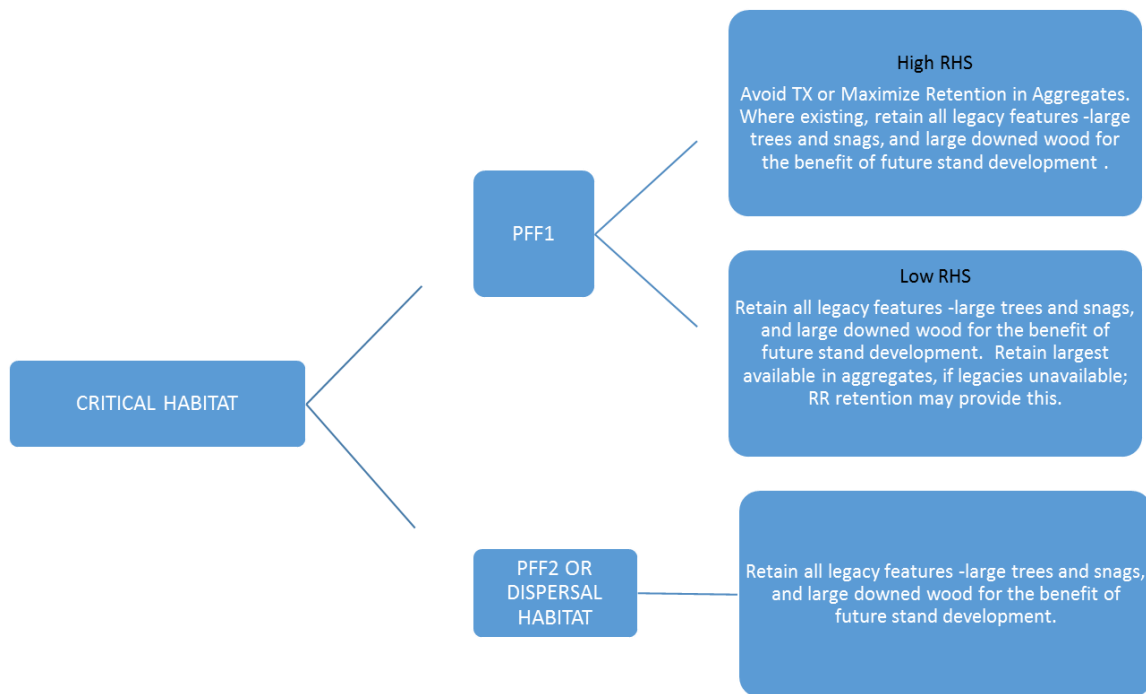 CRITICAL HABITAT
PFF1
High RHS
Avoid TX or Maximize Retention in Aggregates.
Where existing, retain all legacy features -large
trees and snags, and large downed wood for
the benefit of future stand development .
Low RHS
Retain all legacy features -large trees and snags,
and large downed wood for the benefit of
future stand development.  Retain largest
available in aggregates, if legacies unavailable;
RR retention may provide this.
PFF2 OR
DISPERSAL
HABITAT
Retain all legacy features -large trees and snags,
and large downed wood for the benefit of
future stand development.